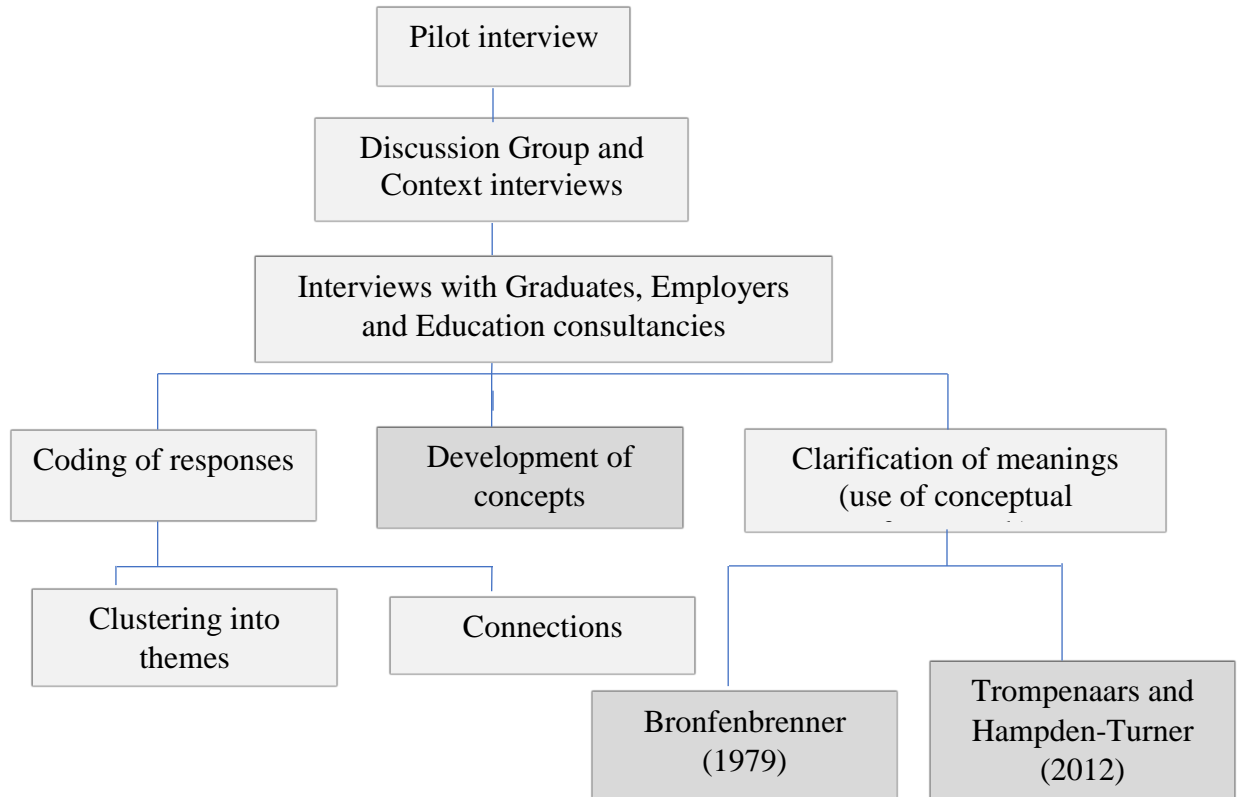 Pilot interview
Discussion Group and
Context interviews
Interviews with Graduates, Employers
and Education consultancies
Coding of responses
Development of
concepts
Clarification of meanings
(use of conceptual
Clustering into
themes
Connections
Bronfenbrenner
(1979)
Trompenaars and
Hampden-Turner
(2012)